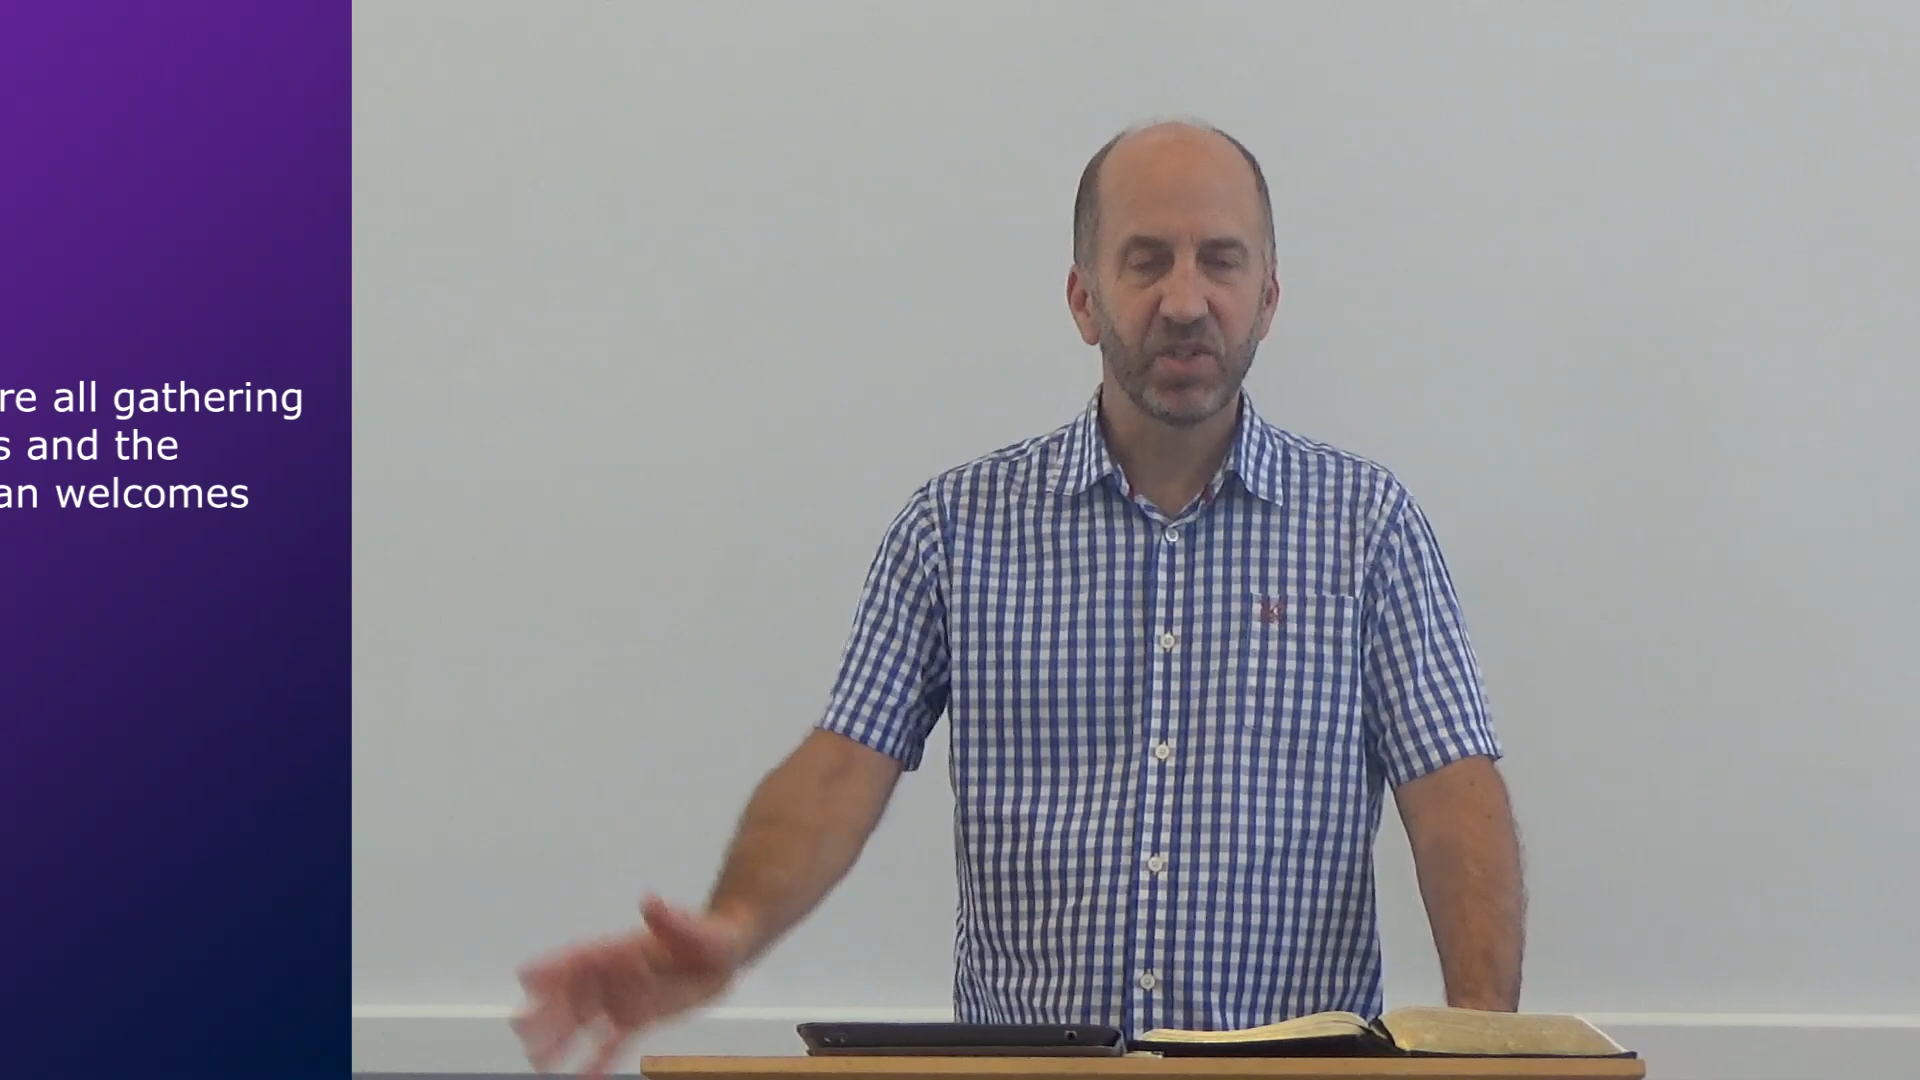 re all gathering
s and the
an welcomes